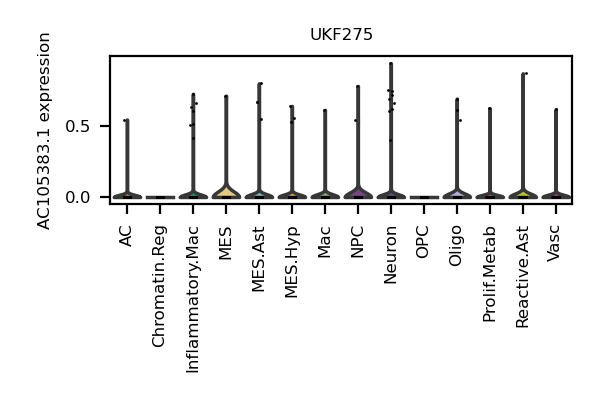 UKF275
AC105383.1 expression
0.5
0.0
AC
Chromatin.Reg
Inflammatory.Mac
MES
MES.Ast
MES.Hyp
Mac
NPC
Neuron
OPC
Oligo
Prolif.Metab
Reactive.Ast
Vasc